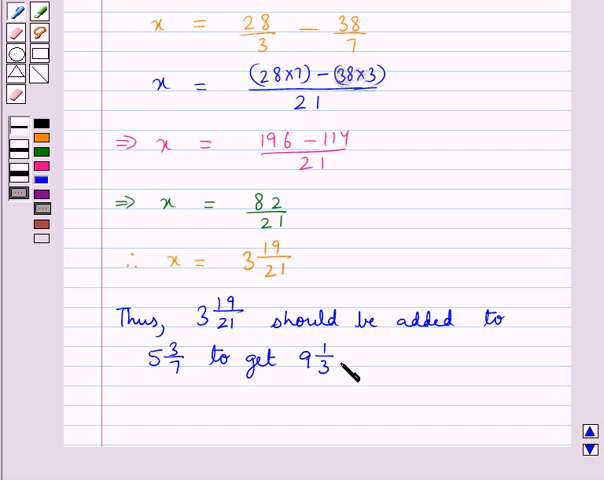 x = 28/3 - 38/7
x = (28×7) - (38×3)/21
⇒ x = 196 - 114/21
⇒ x = 82/21
∴ x = 3 19/21
Thus, 3 19/21 should be added to
5 3/7 to get 9 1/3